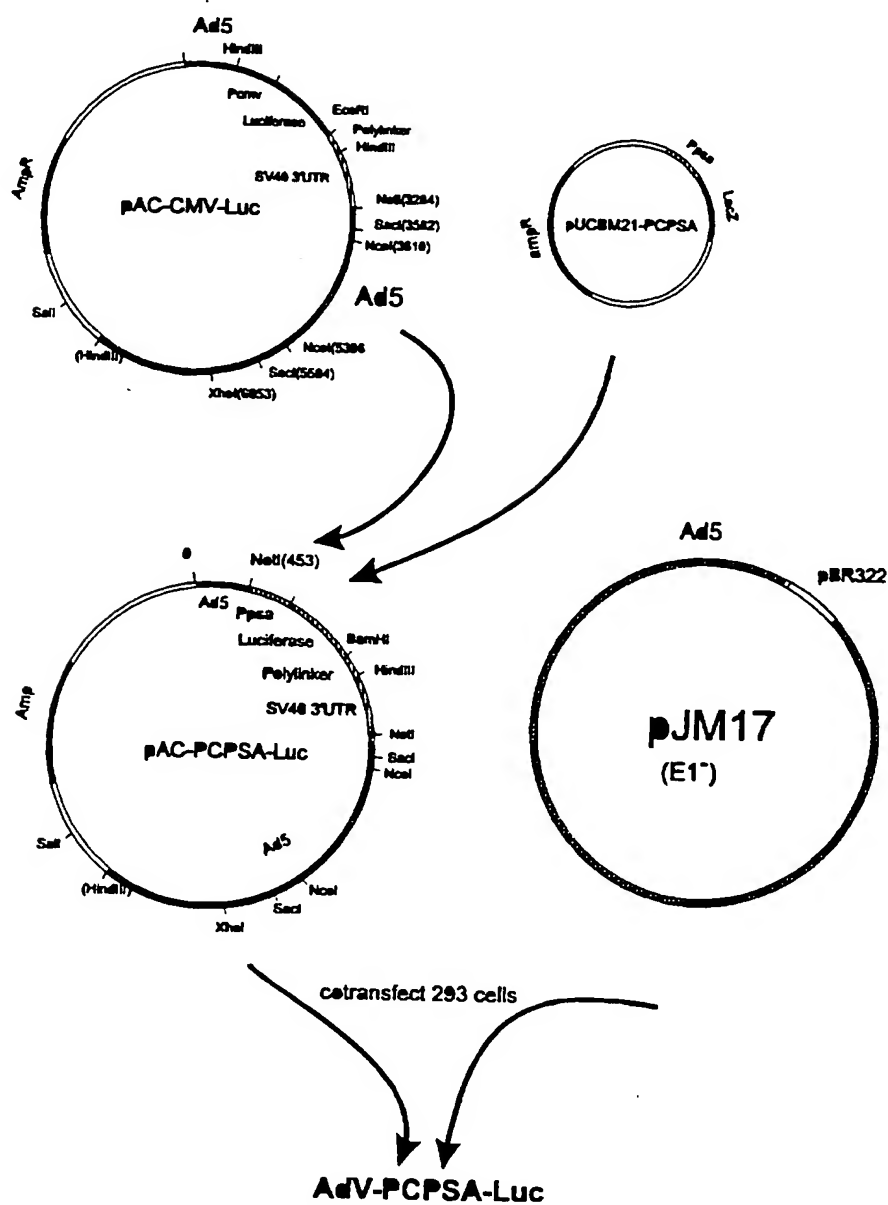 Ad5
HindIII
Pcmv
Luciferase
EcoRI
Polylinker
HindIII
SV40 3'UTR
AmpR
pAC-CMV-Luc
NotI(3284)
SacI(3582)
NcoI(3618)
Ad5
SalI
(HindIII)
NcoI(5386
SacI(5584)
XhoI(6853)
Ppsa
LacZ
ampR
pUCBM21-PCPSA
0
NotI(453)
Ad5
Ppsa
Luciferase
BamHI
HindIII
Polylinker
SV40 3'UTR
Amp
pAC-PCPSA-Luc
NotI
SacI
NcoI
Ad5
SalI
(HindIII)
NcoI
SacI
XhoI
Ad5
pBR322
pJM17
(E1⁻)
cotransfect 293 cells
AdV-PCPSA-Luc